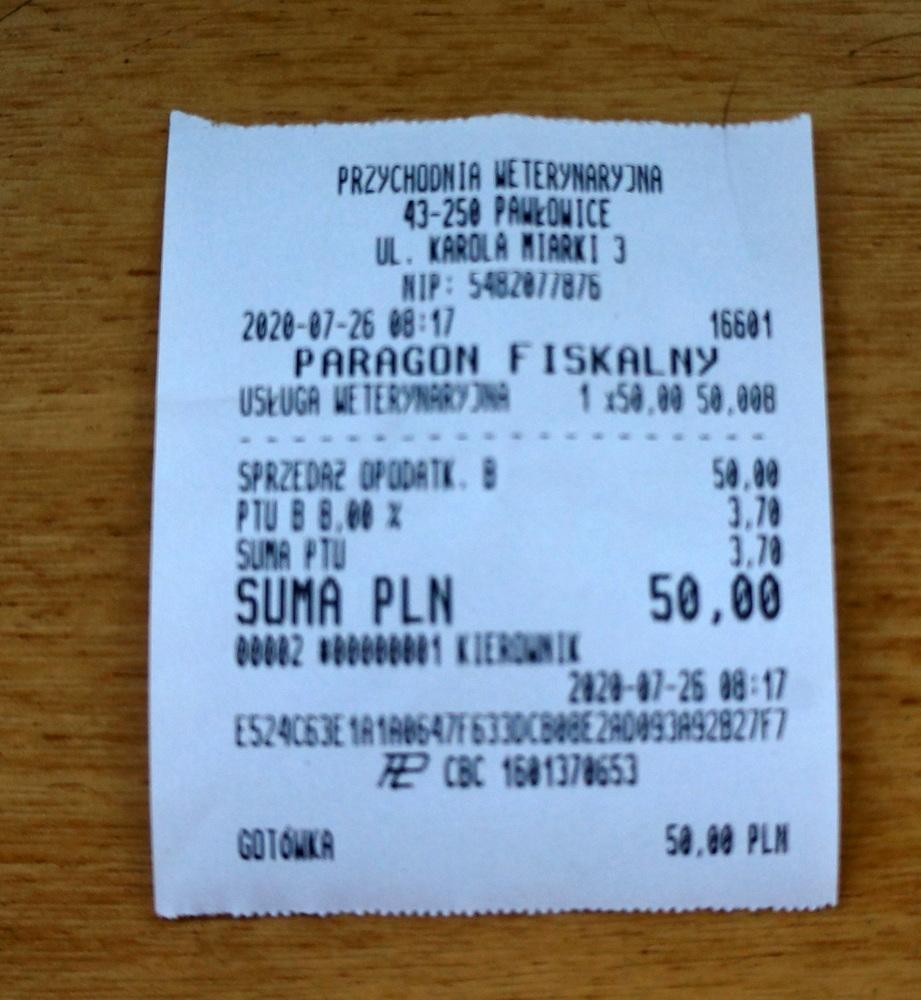 PRZYCHODNIA WETERYNARYJNA
43-250 PAWŁOWICE
UL. KAROLA MIARKI 3
NIP: 5482077876
2020-07-26 08:17 16601
PARAGON FISKALNY
USŁUGA WETERYNARYJNA 1 x50,00 50,00B
SPRZEDAŻ OPODATK. B 50,00
PTU B 8,00 % 3,70
SUMA PTU 3,70
SUMA PLN 50,00
00002 #00000001 KIEROWNIK
2020-07-26 08:17
E524C63E1A1A0647F633DCB08E2AD093A92B27F7
CBC 1601370653
GOTÓWKA 50,00 PLN